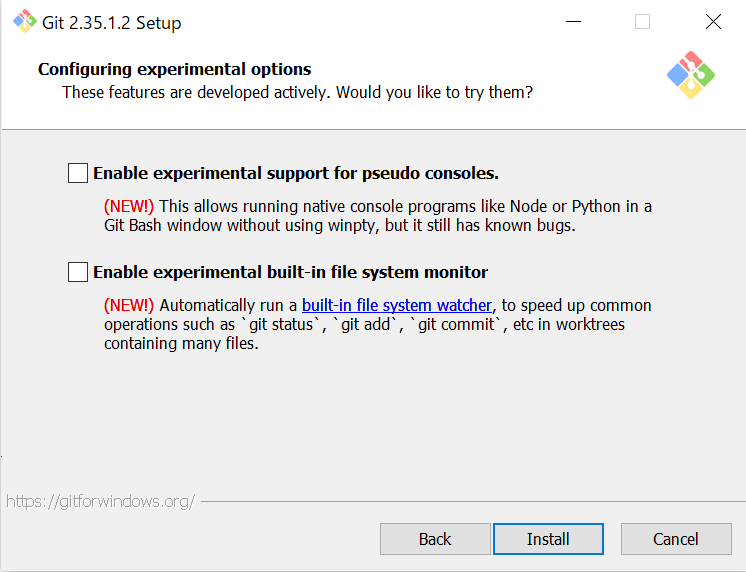 Git 2.35.1.2 Setup
Configuring experimental options
These features are developed actively. Would you like to try them?
Enable experimental support for pseudo consoles.
(NEW!) This allows running native console programs like Node or Python in a
Git Bash window without using winpty, but it still has known bugs.
Enable experimental built-in file system monitor
(NEW!) Automatically run a built-in file system watcher, to speed up common
operations such as `git status`, `git add`, `git commit`, etc in worktrees
containing many files.
https://gitforwindows.org/
Back Install Cancel